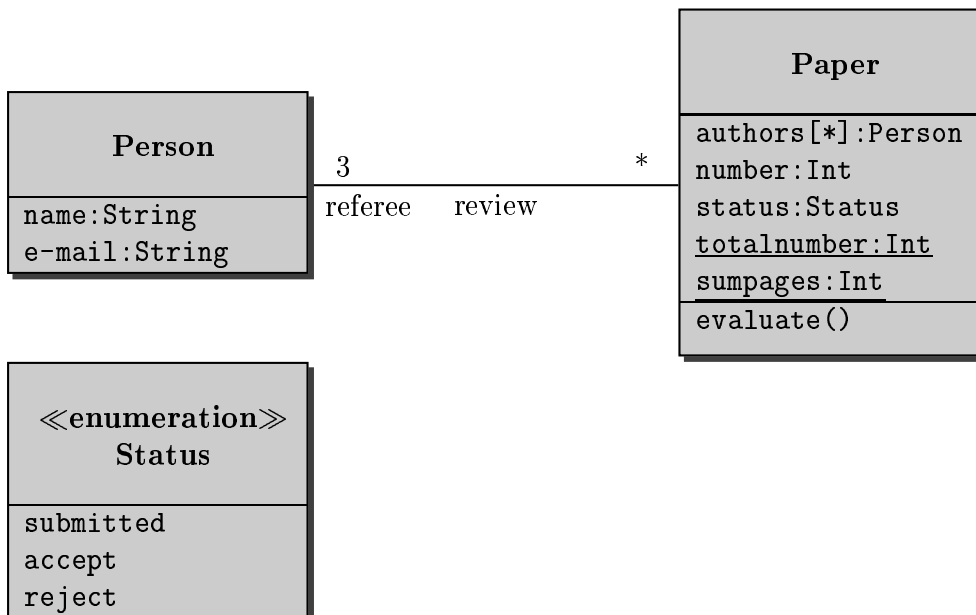 Person
name:String
e-mail:String
3
*
referee
review
Paper
authors[*]:Person
number:Int
status:Status
totalnumber:Int
sumpages:Int
evaluate()
≪enumeration≫
Status
submitted
accept
reject